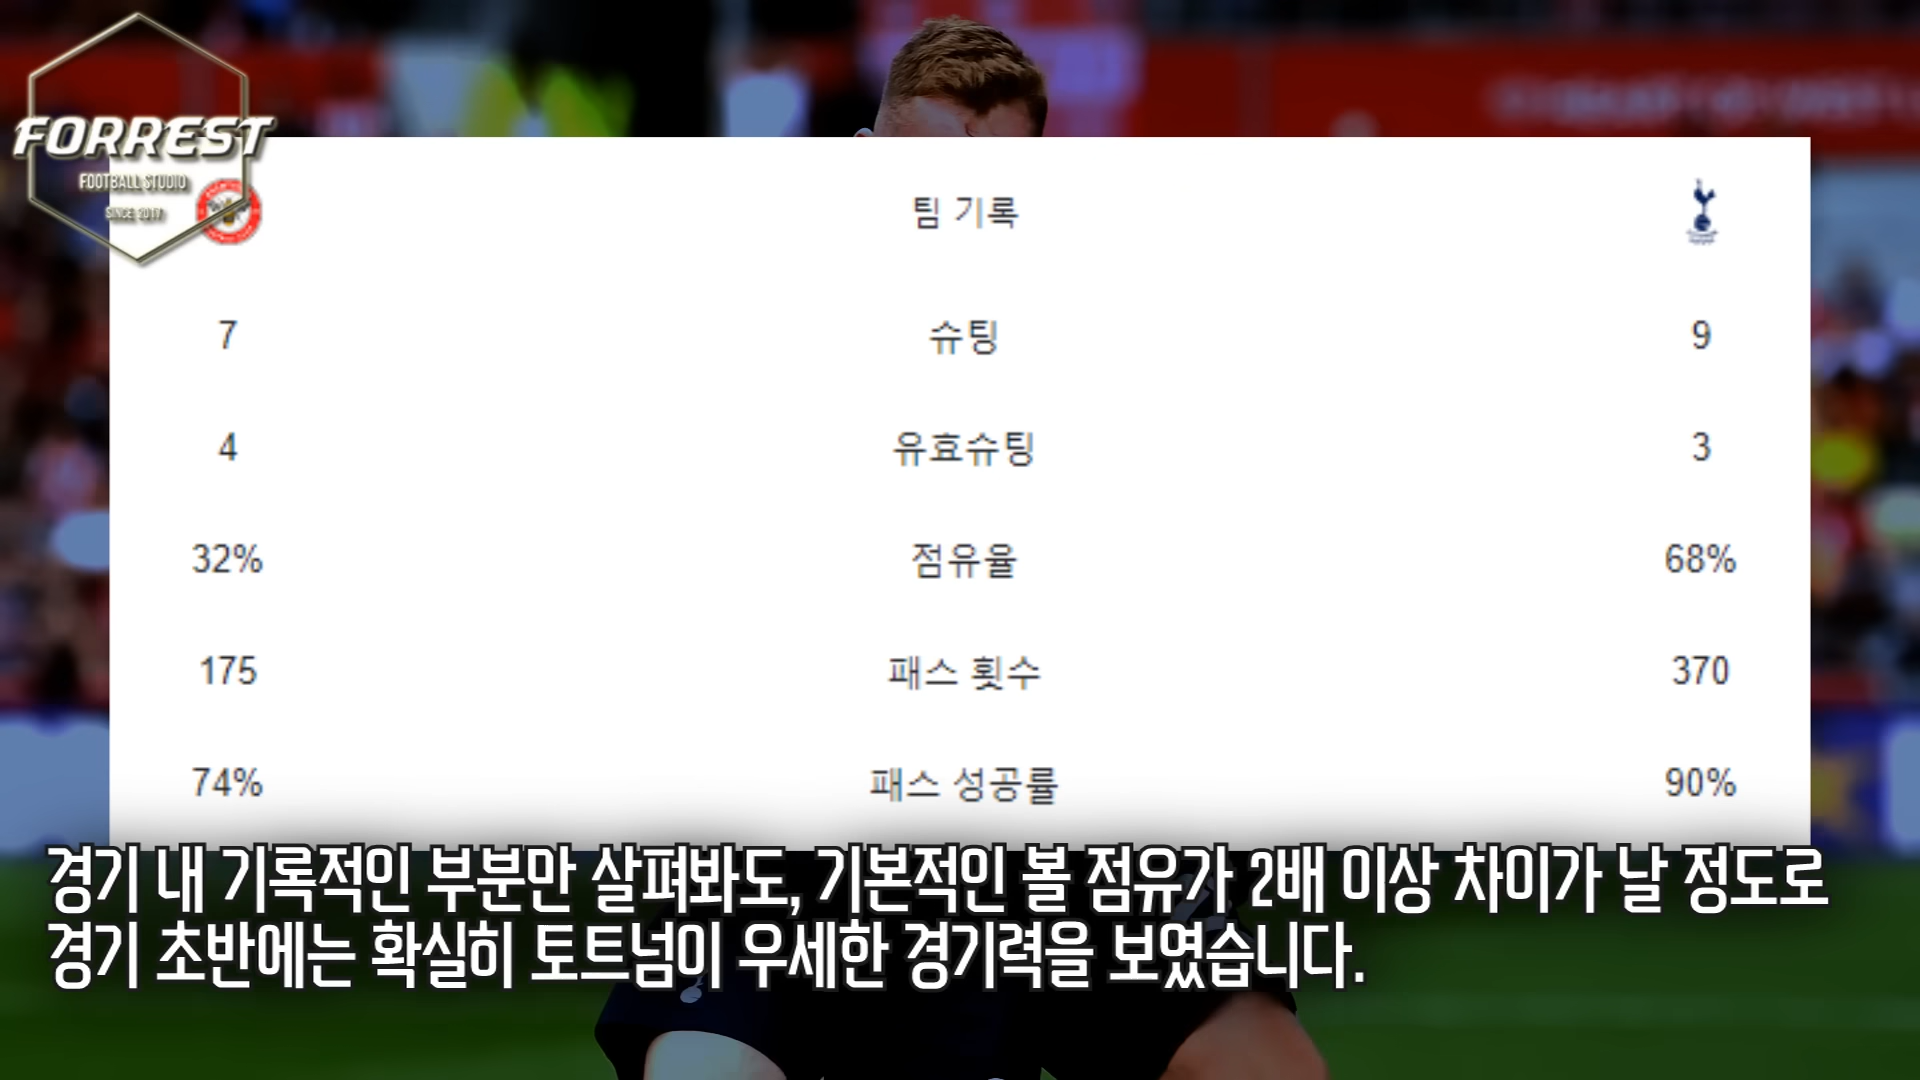 FORREST
FOOTBALL STUDIO
SINCE 2017
팀 기록
7 슈팅 9
4 유효슈팅 3
32% 점유율 68%
175 패스 횟수 370
74% 패스 성공률 90%
경기 내 기록적인 부분만 살펴봐도, 기본적인 볼 점유가 2배 이상 차이가 날 정도로
경기 초반에는 확실히 토트넘이 우세한 경기력을 보였습니다.